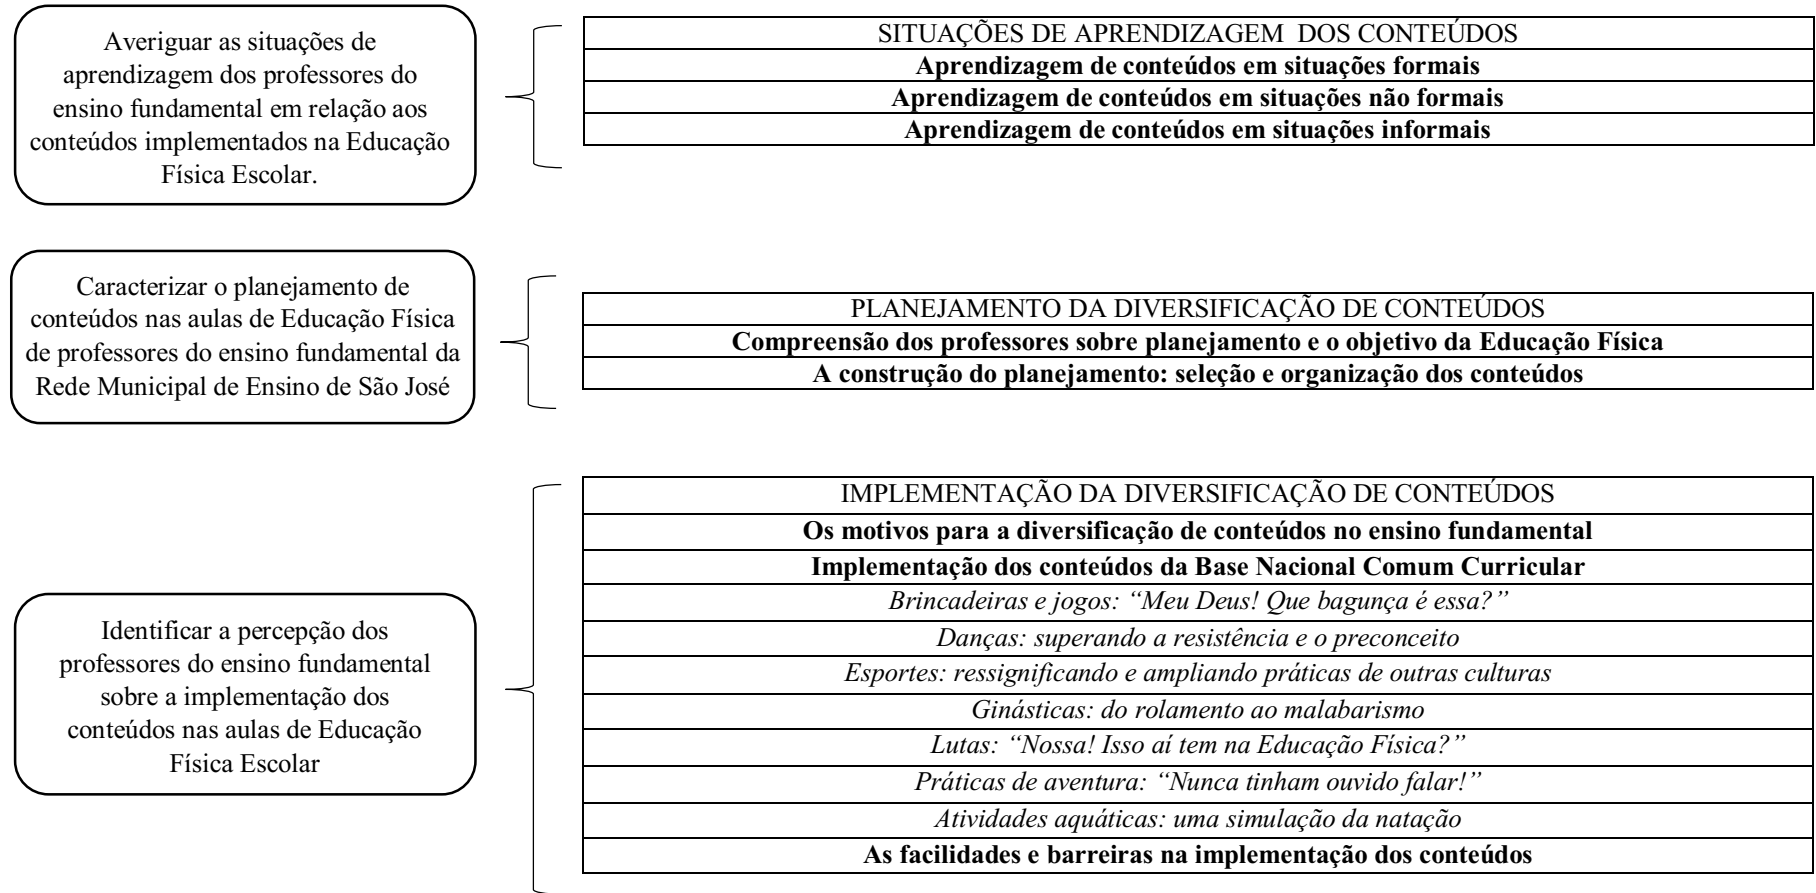 Averiguar as situações de
aprendizagem dos professores do
ensino fundamental em relação aos
conteúdos implementados na Educação
Física Escolar.
SITUAÇÕES DE APRENDIZAGEM DOS CONTEÚDOS
Aprendizagem de conteúdos em situações formais
Aprendizagem de conteúdos em situações não formais
Aprendizagem de conteúdos em situações informais
Caracterizar o planejamento de
conteúdos nas aulas de Educação Física
de professores do ensino fundamental da
Rede Municipal de Ensino de São José
PLANEJAMENTO DA DIVERSIFICAÇÃO DE CONTEÚDOS
Compreensão dos professores sobre planejamento e o objetivo da Educação Física
A construção do planejamento: seleção e organização dos conteúdos
Identificar a percepção dos
professores do ensino fundamental
sobre a implementação dos
conteúdos nas aulas de Educação
Física Escolar
IMPLEMENTAÇÃO DA DIVERSIFICAÇÃO DE CONTEÚDOS
Os motivos para a diversificação de conteúdos no ensino fundamental
Implementação dos conteúdos da Base Nacional Comum Curricular
Brincadeiras e jogos: “Meu Deus! Que bagunça é essa?”
Danças: superando a resistência e o preconceito
Esportes: ressignificando e ampliando práticas de outras culturas
Ginásticas: do rolamento ao malabarismo
Lutas: “Nossa! Isso aí tem na Educação Física?”
Práticas de aventura: “Nunca tinham ouvido falar!”
Atividades aquáticas: uma simulação da natação
As facilidades e barreiras na implementação dos conteúdos